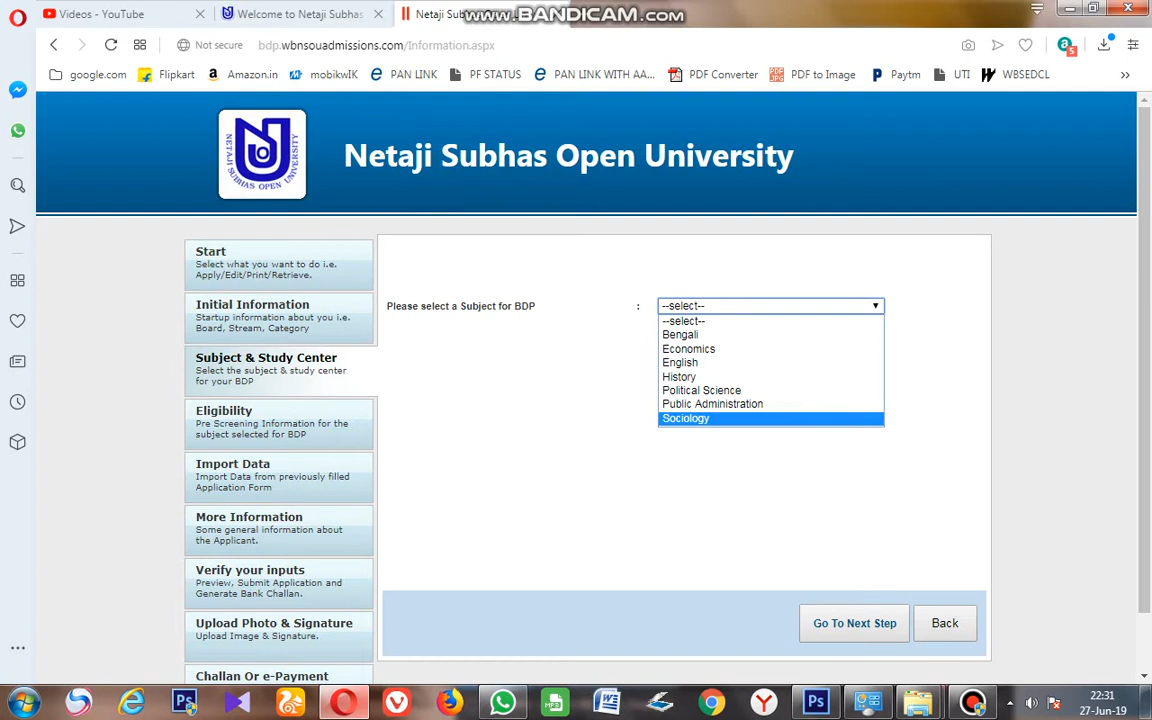 Videos - YouTube
Welcome to Netaji Subhas
Netaji Su
www.BANDICAM.com
Not secure
bdp.wbnsouadmissions.com/Information.aspx
5
google.com
Flipkart
Amazon.in
mobikwIK
PAN LINK
PF STATUS
PAN LINK WITH AA...
PDF Converter
PDF to Image
Paytm
UTI
WBSEDCL
NETAJI SUBHAS OPEN UNIVERSITY
Netaji Subhas Open University
Start
Select what you want to do i.e.
Apply/Edit/Print/Retrieve.
Initial Information
Startup information about you i.e.
Board, Stream, Category
Subject & Study Center
Select the subject & study center
for your BDP
Eligibility
Pre Screening Information for the
subject selected for BDP
Import Data
Import Data from previously filled
Application Form
More Information
Some general information about
the Applicant.
Verify your inputs
Preview, Submit Application and
Generate Bank Challan.
Upload Photo & Signature
Upload Image & Signature.
Challan Or e-Payment
Please select a Subject for BDP :
--select--
--select--
Bengali
Economics
English
History
Political Science
Public Administration
Sociology
Go To Next Step
Back
22:31
27-Jun-19